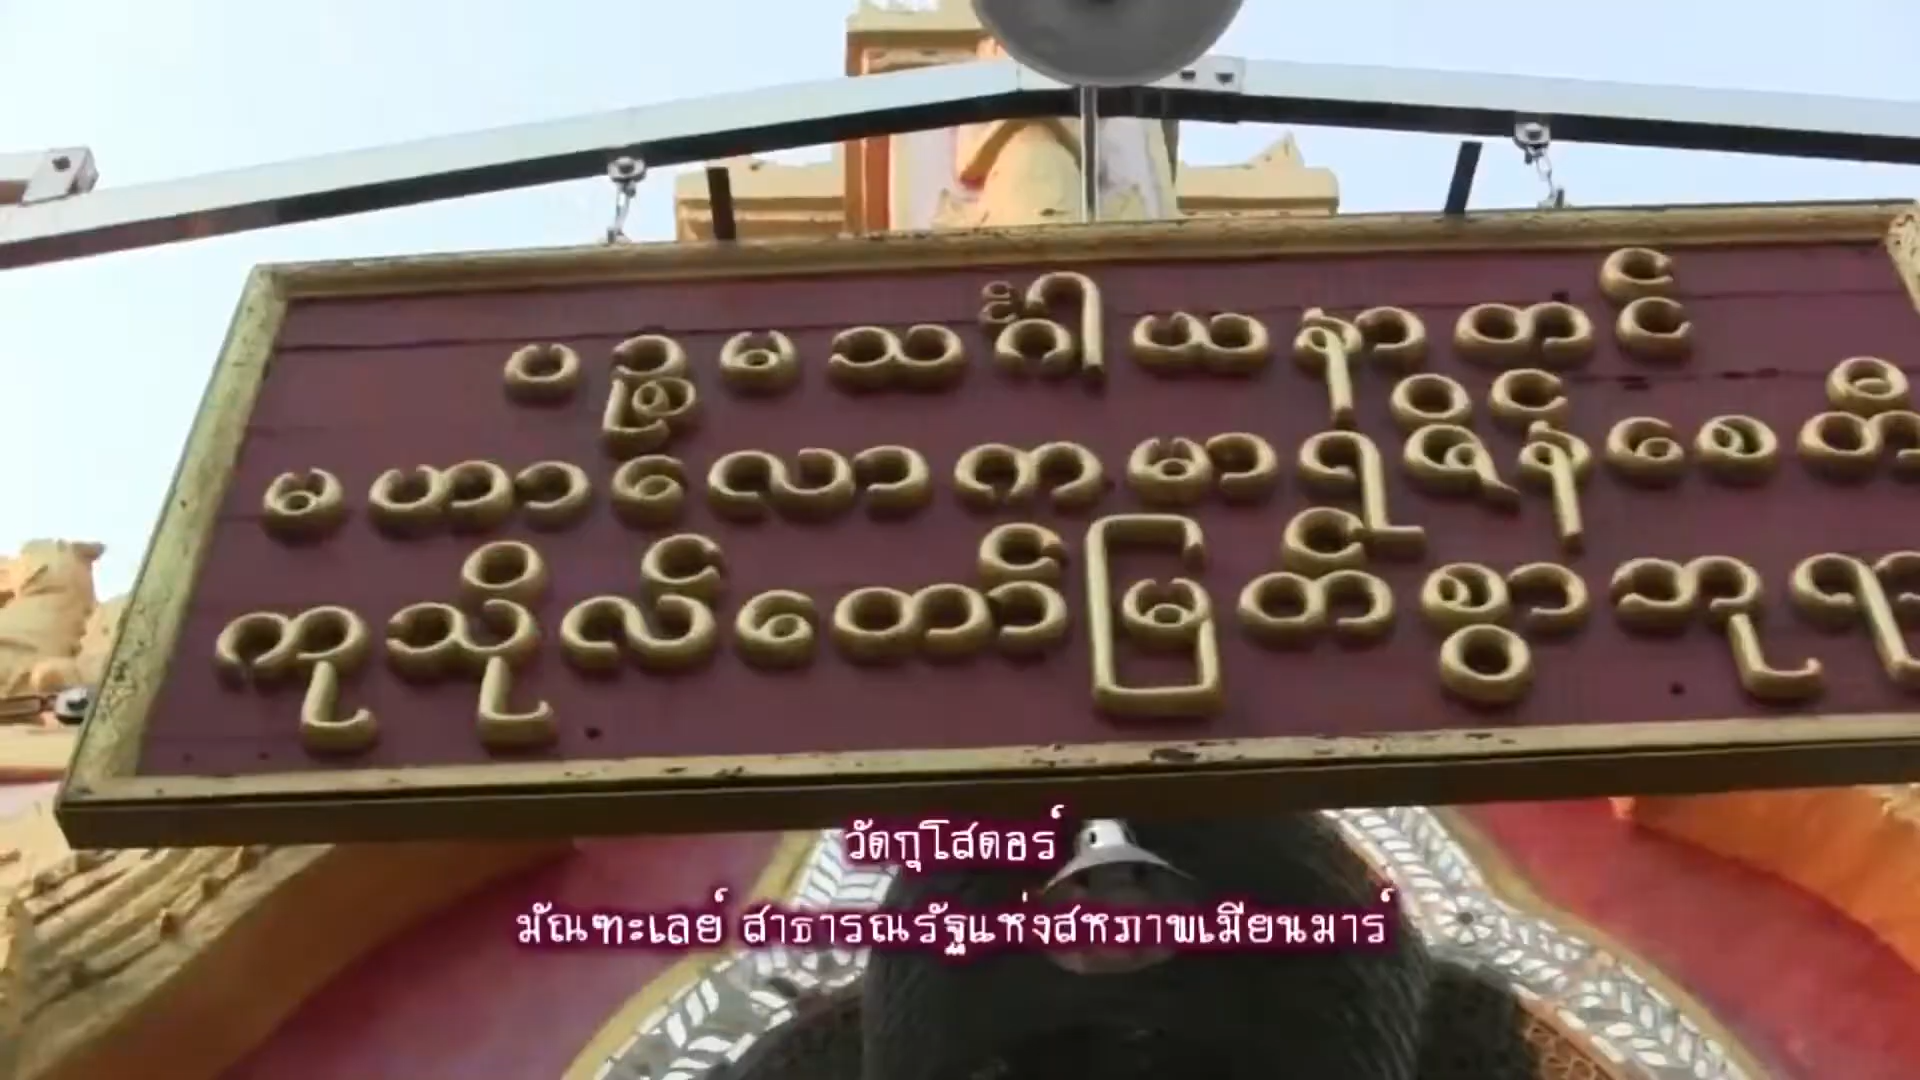 ပဉ္စမသင်္ဂါယနာတင်
မဟာလောကမာရဇိန်စေတီ
ကုသိုလ်တော်မြတ်စွာဘုရား
วัดกุโสดอร์
มัณฑะเลย์ สาธารณรัฐแห่งสหภาพเมียนมาร์